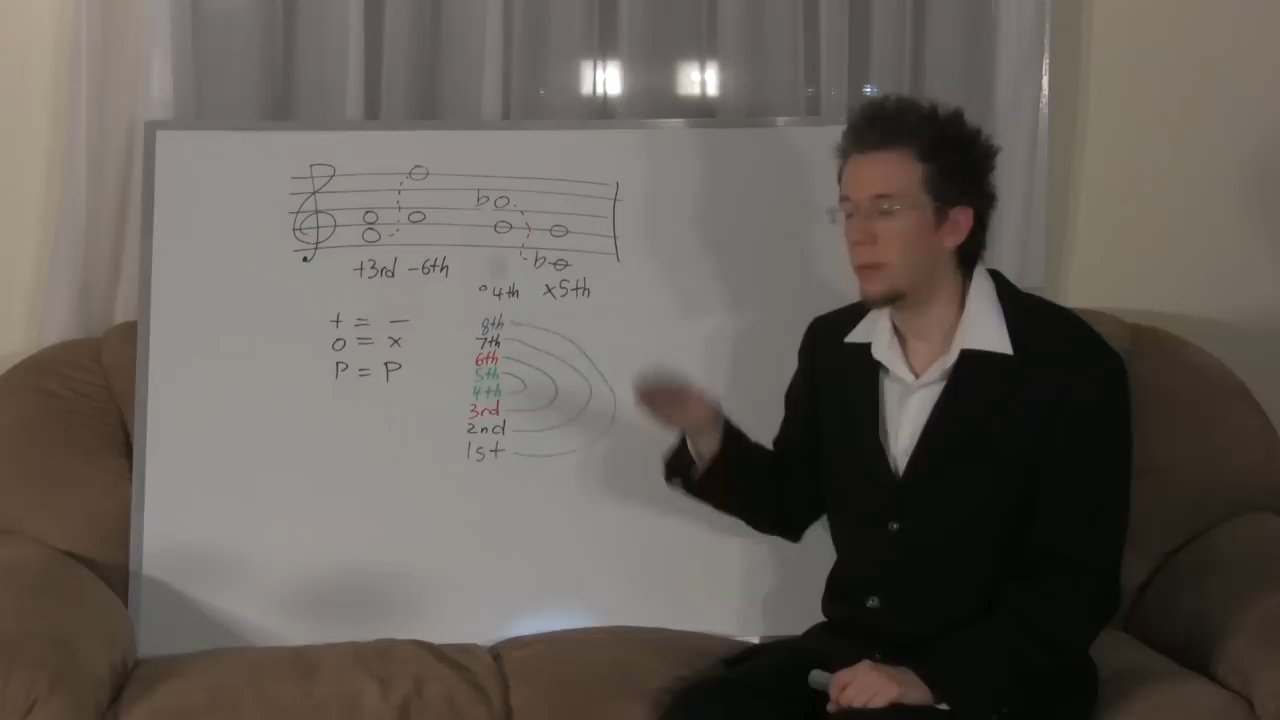 ♭
♭
+3rd -6th
°4th x5th
+ = -
o = x
P = P
8th
7th
6th
5th
4th
3rd
2nd
1st